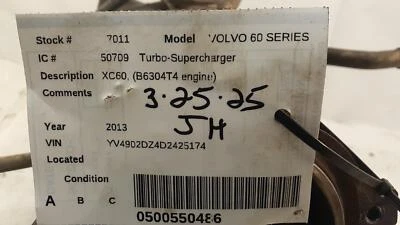 Stock # 7011 Model VOLVO 60 SERIES
IC # 50709 Turbo-Supercharger
Description XC60, (B6304T4 engine)
Comments 3-25-25
JH
Year 2013
VIN YV4902DZ4D2425174
Located
Condition
A B C
0500550486